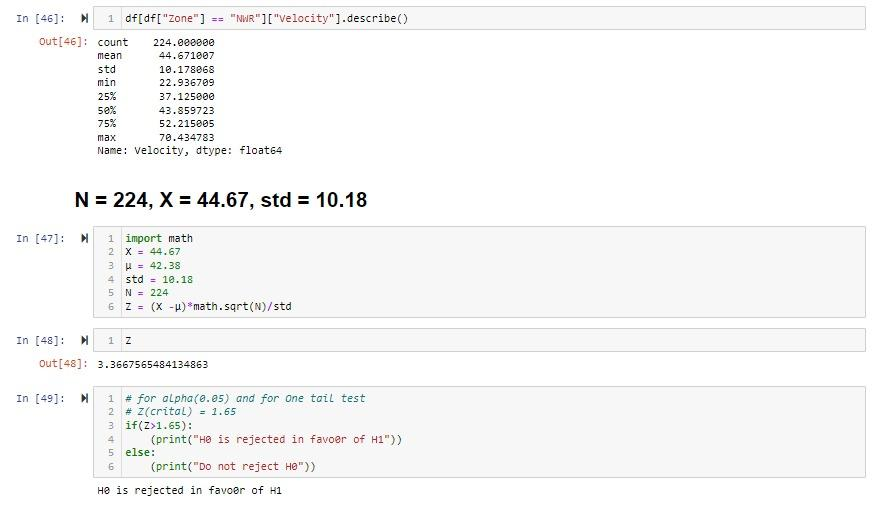 In [46]: 1 df[df["Zone"] == "NWR"]["Velocity"].describe()
Out[46]: count 224.000000
mean 44.671007
std 10.178068
min 22.936709
25% 37.125000
50% 43.859723
75% 52.215005
max 70.434783
Name: Velocity, dtype: float64
N = 224, X = 44.67, std = 10.18
In [47]: 1 import math
2 X = 44.67
3 μ = 42.38
4 std = 10.18
5 N = 224
6 Z = (X -μ)*math.sqrt(N)/std
In [48]: 1 Z
Out[48]: 3.3667565484134863
In [49]: 1 # for alpha(0.05) and for One tail test
2 # Z(crital) = 1.65
3 if(Z>1.65):
4 (print("H0 is rejected in favo0r of H1"))
5 else:
6 (print("Do not reject H0"))
H0 is rejected in favo0r of H1